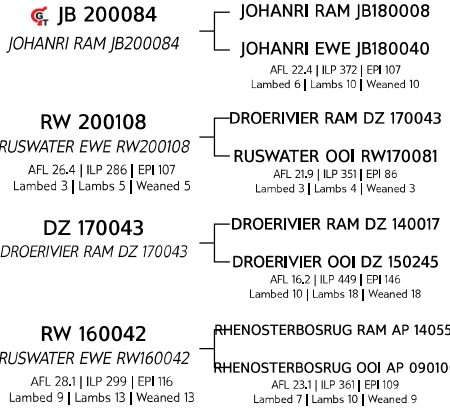 GT JB 200084
JOHANRI RAM JB200084
JOHANRI RAM JB180008
JOHANRI EWE JB180040
AFL 22.4 | ILP 372 | EPI 107
Lambed 6 | Lambs 10 | Weaned 10
RW 200108
RUSWATER EWE RW200108
AFL 26.4 | ILP 286 | EPI 107
Lambed 3 | Lambs 5 | Weaned 5
DROERIVIER RAM DZ 170043
RUSWATER OOI RW170081
AFL 21.9 | ILP 351 | EPI 86
Lambed 3 | Lambs 4 | Weaned 3
DZ 170043
DROERIVIER RAM DZ 170043
DROERIVIER RAM DZ 140017
DROERIVIER OOI DZ 150245
AFL 16.2 | ILP 449 | EPI 146
Lambed 10 | Lambs 18 | Weaned 18
RW 160042
RUSWATER EWE RW160042
AFL 28.1 | ILP 299 | EPI 116
Lambed 9 | Lambs 13 | Weaned 13
RHENOSTERBOSRUG RAM AP 14055
RHENOSTERBOSRUG OOI AP 090106
AFL 23.1 | ILP 361 | EPI 109
Lambed 7 | Lambs 10 | Weaned 9